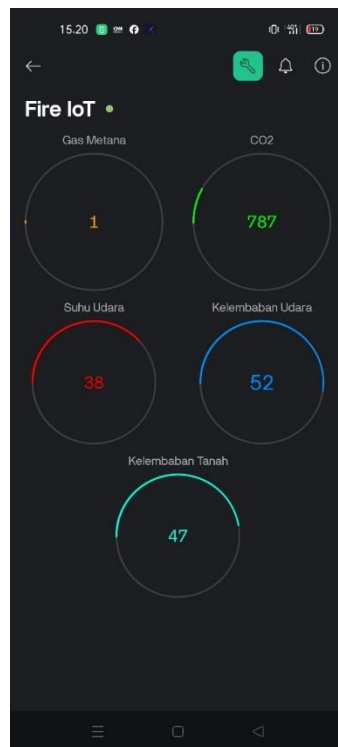 15.20
Fire IoT
Gas Metana
CO2
1
787
Suhu Udara
Kelembaban Udara
38
52
Kelembaban Tanah
47